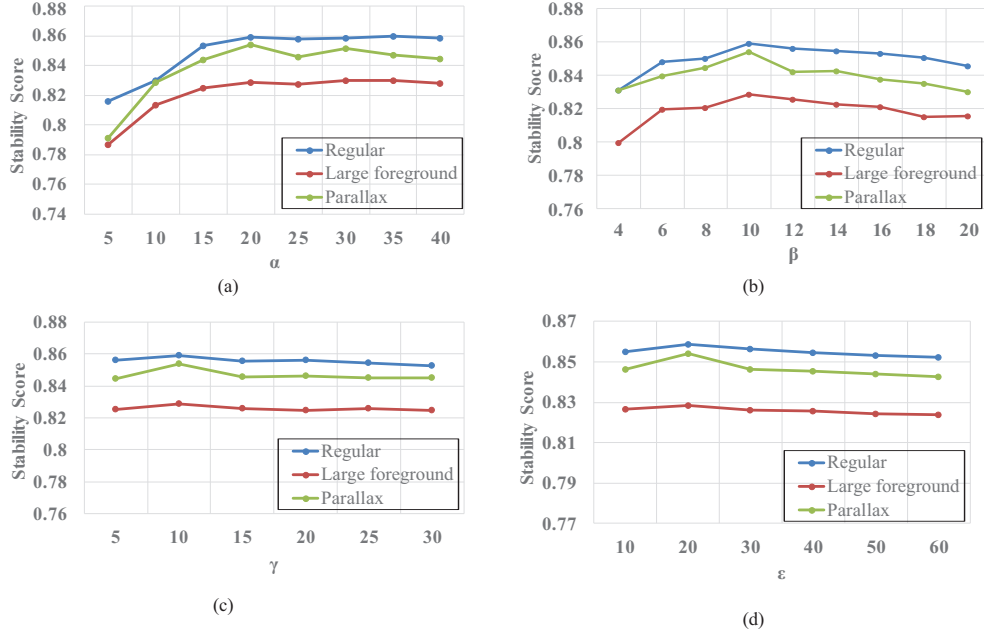 0.88
0.86
0.84
0.82
0.8
0.78
0.76
0.74
Stability Score
5 10 15 20 25 30 35 40
α
Regular
Large foreground
Parallax
(a)
0.88
0.86
0.84
0.82
0.8
0.78
0.76
Stability Socre
4 6 8 10 12 14 16 18 20
β
Regular
Large foreground
Parallax
(b)
0.88
0.86
0.84
0.82
0.8
0.78
0.76
Stability Score
5 10 15 20 25 30
γ
Regular
Large foreground
Parallax
(c)
0.87
0.85
0.83
0.81
0.79
0.77
Stability Score
10 20 30 40 50 60
ε
Regular
Large foreground
Parallax
(d)